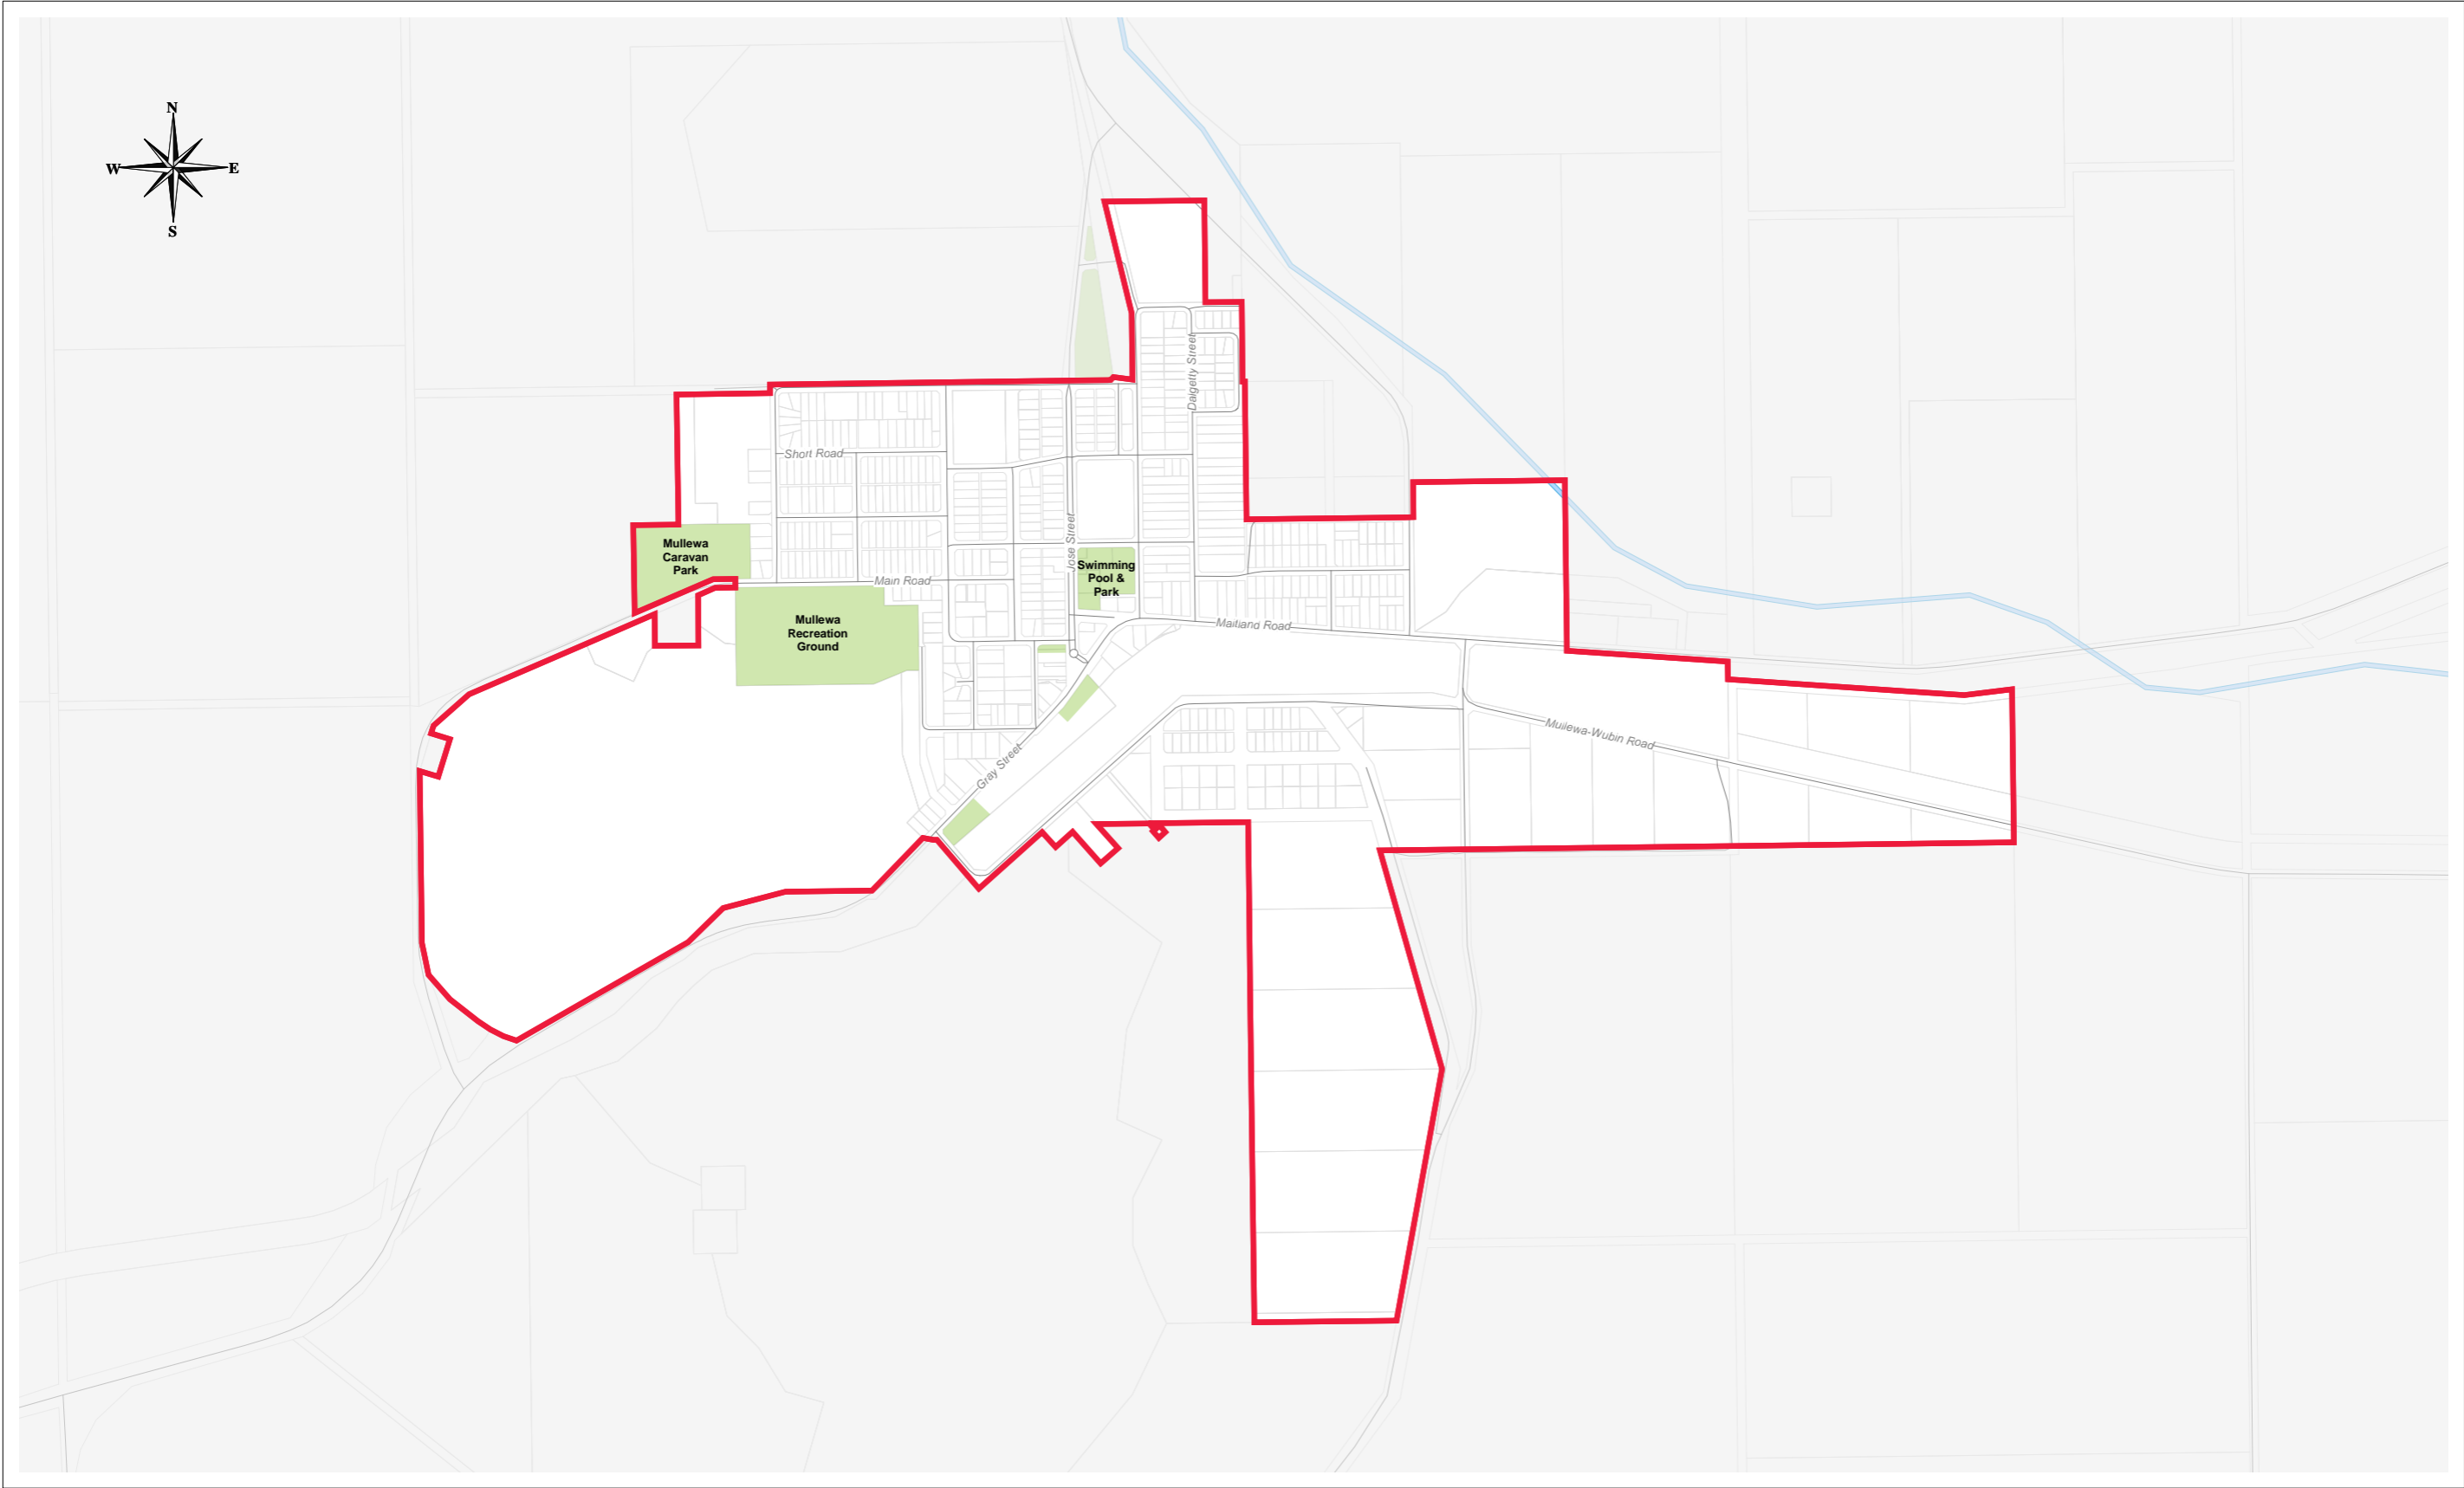 N
W E
S
Dalgetty Street
Short Road
Jose Street
Mullewa
Caravan
Park
Main Road
Swimming
Pool &
Park
Mullewa
Recreation
Ground
Maitland Road
Mullewa-Wubin Road
Gray Street